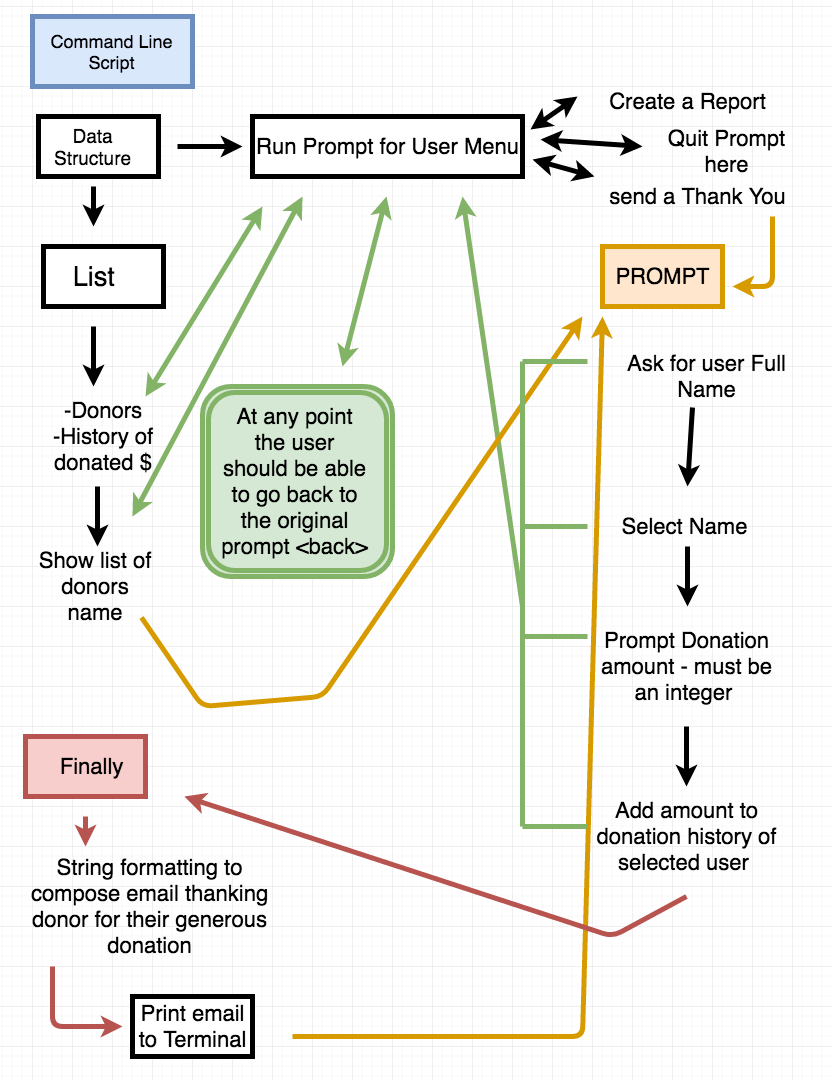 Command Line
Script
Data
Structure
Run Prompt for User Menu
Create a Report
Quit Prompt
here
send a Thank You
List
PROMPT
-Donors
-History of
donated $
At any point
the user
should be able
to go back to
the original
prompt <back>
Ask for user Full
Name
Show list of
donors
name
Select Name
Prompt Donation
amount - must be
an integer
Finally
Add amount to
donation history of
selected user
String formatting to
compose email thanking
donor for their generous
donation
Print email
to Terminal